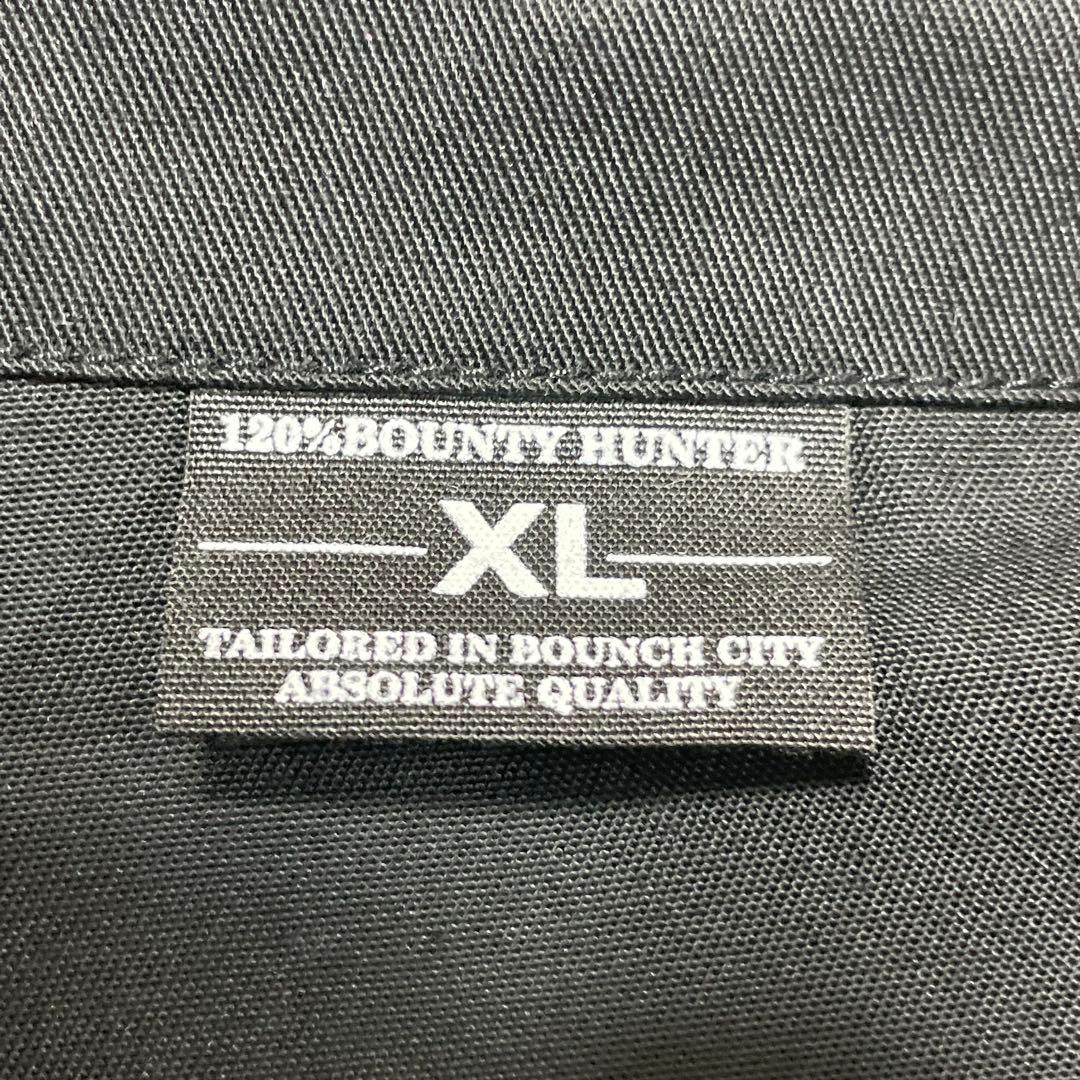 120%BOUNTY HUNTER
XL
TAILORED IN BOUNCH CITY
ABSOLUTE QUALITY